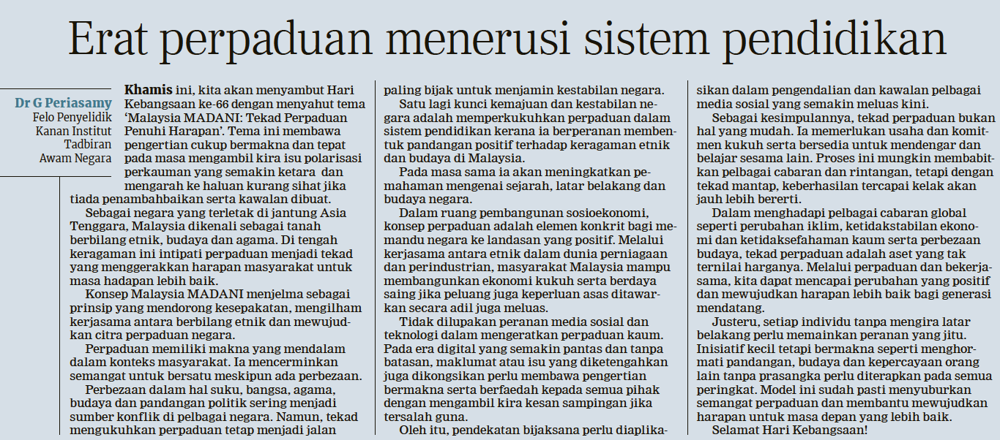 Erat perpaduan menerusi sistem pendidikan
Dr G Periasamy
Felo Penyelidik
Kanan Institut
Tadbiran
Awam Negara
Khamis ini, kita akan menyambut Hari
Kebangsaan ke-66 dengan menyahut tema
‘Malaysia MADANI: Tekad Perpaduan
Penuhi Harapan’. Tema ini membawa
pengertian cukup bermakna dan tepat
pada masa mengambil kira isu polarisasi
perkauman yang semakin ketara dan
mengarah ke haluan kurang sihat jika
tiada penambahbaikan serta kawalan dibuat.
Sebagai negara yang terletak di jantung Asia
Tenggara, Malaysia dikenali sebagai tanah
berbilang etnik, budaya dan agama. Di tengah
keragaman ini intipati perpaduan menjadi tekad
yang menggerakkan harapan masyarakat untuk
masa hadapan lebih baik.
Konsep Malaysia MADANI menjelma sebagai
prinsip yang mendorong kesepakatan, mengilham
kerjasama antara berbilang etnik dan mewujud-
kan citra perpaduan negara.
Perpaduan memiliki makna yang mendalam
dalam konteks masyarakat. Ia mencerminkan
semangat untuk bersatu meskipun ada perbezaan.
Perbezaan dalam hal suku, bangsa, agama,
budaya dan pandangan politik sering menjadi
sumber konflik di pelbagai negara. Namun, tekad
mengukuhkan perpaduan tetap menjadi jalan
paling bijak untuk menjamin kestabilan negara.
Satu lagi kunci kemajuan dan kestabilan ne-
gara adalah memperkukuhkan perpaduan dalam
sistem pendidikan kerana ia berperanan memben-
tuk pandangan positif terhadap keragaman etnik
dan budaya di Malaysia.
Pada masa sama ia akan meningkatkan pe-
mahaman mengenai sejarah, latar belakang dan
budaya negara.
Dalam ruang pembangunan sosioekonomi,
konsep perpaduan adalah elemen konkrit bagi me-
mandu negara ke landasan yang positif. Melalui
kerjasama antara etnik dalam dunia perniagaan
dan perindustrian, masyarakat Malaysia mampu
membangunkan ekonomi kukuh serta berdaya
saing jika peluang juga keperluan asas ditawar-
kan secara adil juga meluas.
Tidak dilupakan peranan media sosial dan
teknologi dalam mengeratkan perpaduan kaum.
Pada era digital yang semakin pantas dan tanpa
batasan, maklumat atau isu yang diketengahkan
juga dikongsikan perlu membawa pengertian
bermakna serta berfaedah kepada semua pihak
dengan mengambil kira kesan sampingan jika
tersalah guna.
Oleh itu, pendekatan bijaksana perlu diaplika-
sikan dalam pengendalian dan kawalan pelbagai
media sosial yang semakin meluas kini.
Sebagai kesimpulannya, tekad perpaduan bukan
hal yang mudah. Ia memerlukan usaha dan komit-
men kukuh serta bersedia untuk mendengar dan
belajar sesama lain. Proses ini mungkin membabit-
kan pelbagai cabaran dan rintangan, tetapi dengan
tekad mantap, keberhasilan tercapai kelak akan
jauh lebih bererti.
Dalam menghadapi pelbagai cabaran global
seperti perubahan iklim, ketidakstabilan ekono-
mi dan ketidaksefahaman kaum serta perbezaan
budaya, tekad perpaduan adalah aset yang tak
ternilai harganya. Melalui perpaduan dan bekerja-
sama, kita dapat mencapai perubahan yang positif
dan mewujudkan harapan lebih baik bagi generasi
mendatang.
Justeru, setiap individu tanpa mengira latar
belakang perlu memainkan peranan yang jitu.
Inisiatif kecil tetapi bermakna seperti menghor-
mati pandangan, budaya dan kepercayaan orang
lain tanpa prasangka perlu diterapkan pada semua
peringkat. Model ini sudah pasti menyuburkan
semangat perpaduan dan membantu mewujudkan
harapan untuk masa depan yang lebih baik.
Selamat Hari Kebangsaan!